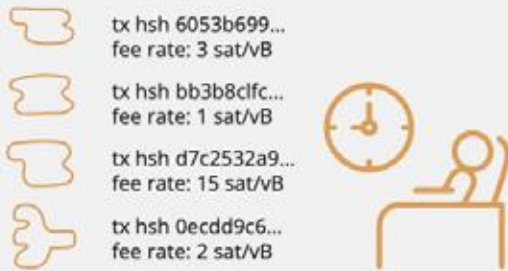 tx hsh 6053b699...
fee rate: 3 sat/vB
tx hsh bb3b8clfc...
fee rate: 1 sat/vB
tx hsh d7c2532a9...
fee rate: 15 sat/vB
tx hsh 0ecdd9c6...
fee rate: 2 sat/vB